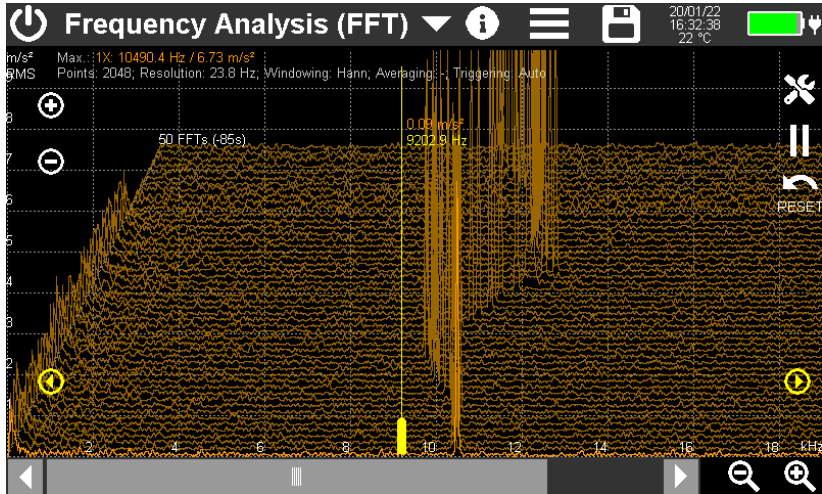 Frequency Analysis (FFT)
20/01/22
16:32:38
22 °C
m/s²
RMS
Max.: 1X: 10490.4 Hz / 6.73 m/s²
Points: 2048; Resolution: 23.8 Hz; Windowing: Hann; Averaging: -; Triggering: Auto
9
8
0.09 m/s²
50 FFTs (-85s)
9202.9 Hz
7
RESET
6
5
4
3
2
2 4 6 8 10 12 14 16 18 kHz